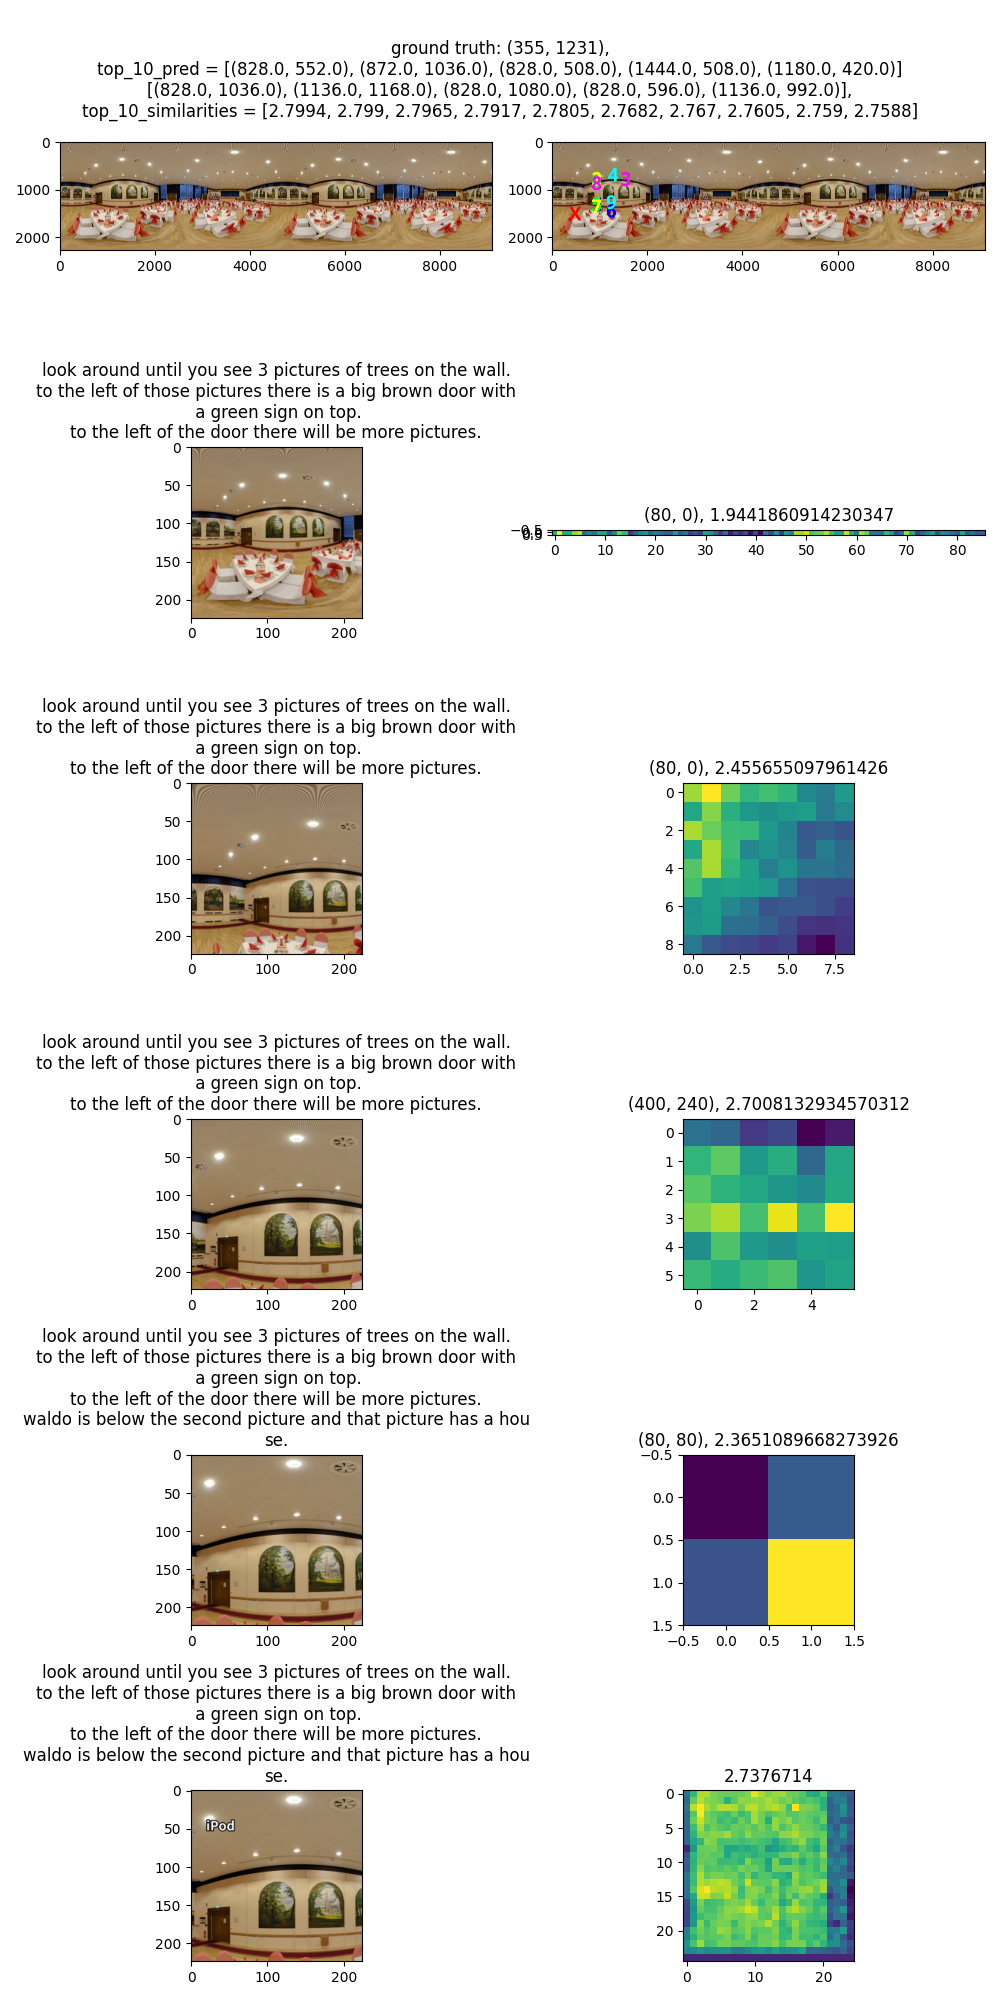 ground truth: (355, 1231),
top_10_pred = [(828.0, 552.0), (872.0, 1036.0), (828.0, 508.0), (1444.0, 508.0), (1180.0, 420.0)]
[(828.0, 1036.0), (1136.0, 1168.0), (828.0, 1080.0), (828.0, 596.0), (1136.0, 992.0)],
top_10_similarities = [2.7994, 2.799, 2.7965, 2.7917, 2.7805, 2.7682, 2.767, 2.7605, 2.759, 2.7588]
0
1000
2000
0 2000 4000 6000 8000
0
1000
2000
4 3
8
7 9
X 6
0 2000 4000 6000 8000
look around until you see 3 pictures of trees on the wall.
to the left of those pictures there is a big brown door with
a green sign on top.
to the left of the door there will be more pictures.
0
50
100
150
200
0 100 200
(80, 0), 1.9441860914230347
−0.5
0.5
0 10 20 30 40 50 60 70 80
look around until you see 3 pictures of trees on the wall.
to the left of those pictures there is a big brown door with
a green sign on top.
to the left of the door there will be more pictures.
0
50
100
150
200
0 100 200
(80, 0), 2.455655097961426
0
2
4
6
8
0.0 2.5 5.0 7.5
look around until you see 3 pictures of trees on the wall.
to the left of those pictures there is a big brown door with
a green sign on top.
to the left of the door there will be more pictures.
0
50
100
150
200
0 100 200
(400, 240), 2.7008132934570312
0
1
2
3
4
5
0 2 4
look around until you see 3 pictures of trees on the wall.
to the left of those pictures there is a big brown door with
a green sign on top.
to the left of the door there will be more pictures.
waldo is below the second picture and that picture has a hou
se.
0
50
100
150
200
0 100 200
(80, 80), 2.3651089668273926
−0.5
0.0
0.5
1.0
1.5
−0.5 0.0 0.5 1.0 1.5
look around until you see 3 pictures of trees on the wall.
to the left of those pictures there is a big brown door with
a green sign on top.
to the left of the door there will be more pictures.
waldo is below the second picture and that picture has a hou
se.
0
50
100
150
200
iPod
0 100 200
2.7376714
0
5
10
15
20
0 10 20